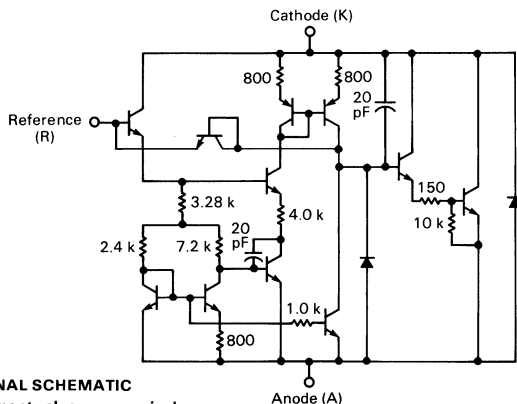 Cathode (K)
800
800
20
pF
Reference
(R)
3.28 k
4.0 k
150
10 k
2.4 k
7.2 k
20
pF
1.0 k
800
NAL SCHEMATIC
Anode (A)